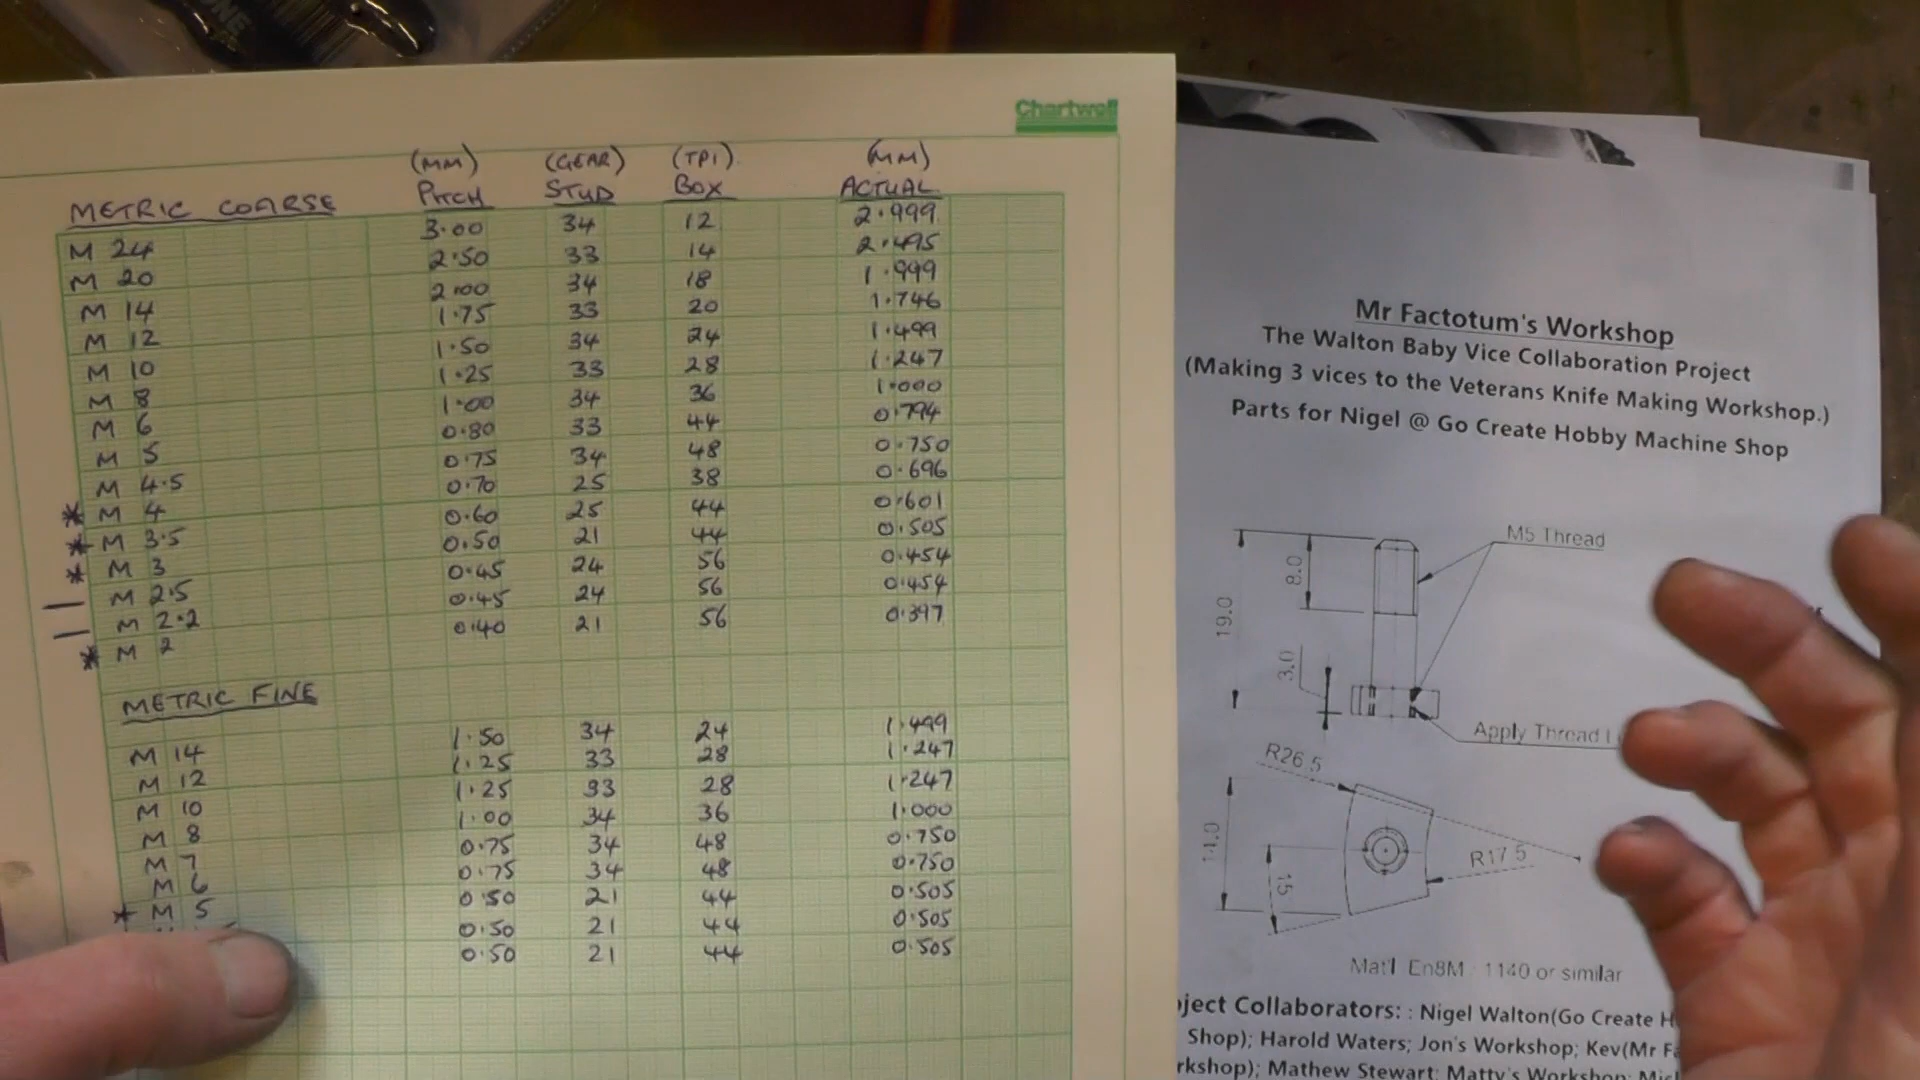 Chartwell
(MM) (GEAR) (TPI) (MM)
METRIC COARSE PITCH STUD BOX ACTUAL
M 24 3.00 34 12 2.999
M 20 2.50 33 14 2.495
M 14 2.00 34 18 1.999
M 12 1.75 33 20 1.746
M 10 1.50 34 24 1.499
M 8 1.25 33 28 1.247
M 6 1.00 34 36 1.000
M 5 0.80 33 44 0.794
M 4.5 0.75 34 48 0.750
* M 4 0.70 25 38 0.696
* M 3.5 0.60 25 44 0.601
* M 3 0.50 21 44 0.505
— M 2.5 0.45 24 56 0.454
— M 2.2 0.45 24 56 0.454
* M 2 0.40 21 56 0.397
METRIC FINE
M 14 1.50 34 24 1.499
M 12 1.25 33 28 1.247
M 10 1.25 33 28 1.247
M 8 1.00 34 36 1.000
M 7 0.75 34 48 0.750
M 6 0.75 34 48 0.750
* M 5 0.50 21 44 0.505
0.50 21 44 0.505
0.50 21 44 0.505
Mr Factotum's Workshop
The Walton Baby Vice Collaboration Project
(Making 3 vices to the Veterans Knife Making Workshop.)
Parts for Nigel @ Go Create Hobby Machine Shop
M5 Thread
8.0
19.0
3.0
Apply Thread
R26.5
14.0
R17.5
15
Mat'l En8M 1140 or similar
ject Collaborators: : Nigel Walton(Go Create
Shop); Harold Waters; Jon's Workshop; Kev(Mr
rkshop); Mathew Stewart; Matty's Workshop;